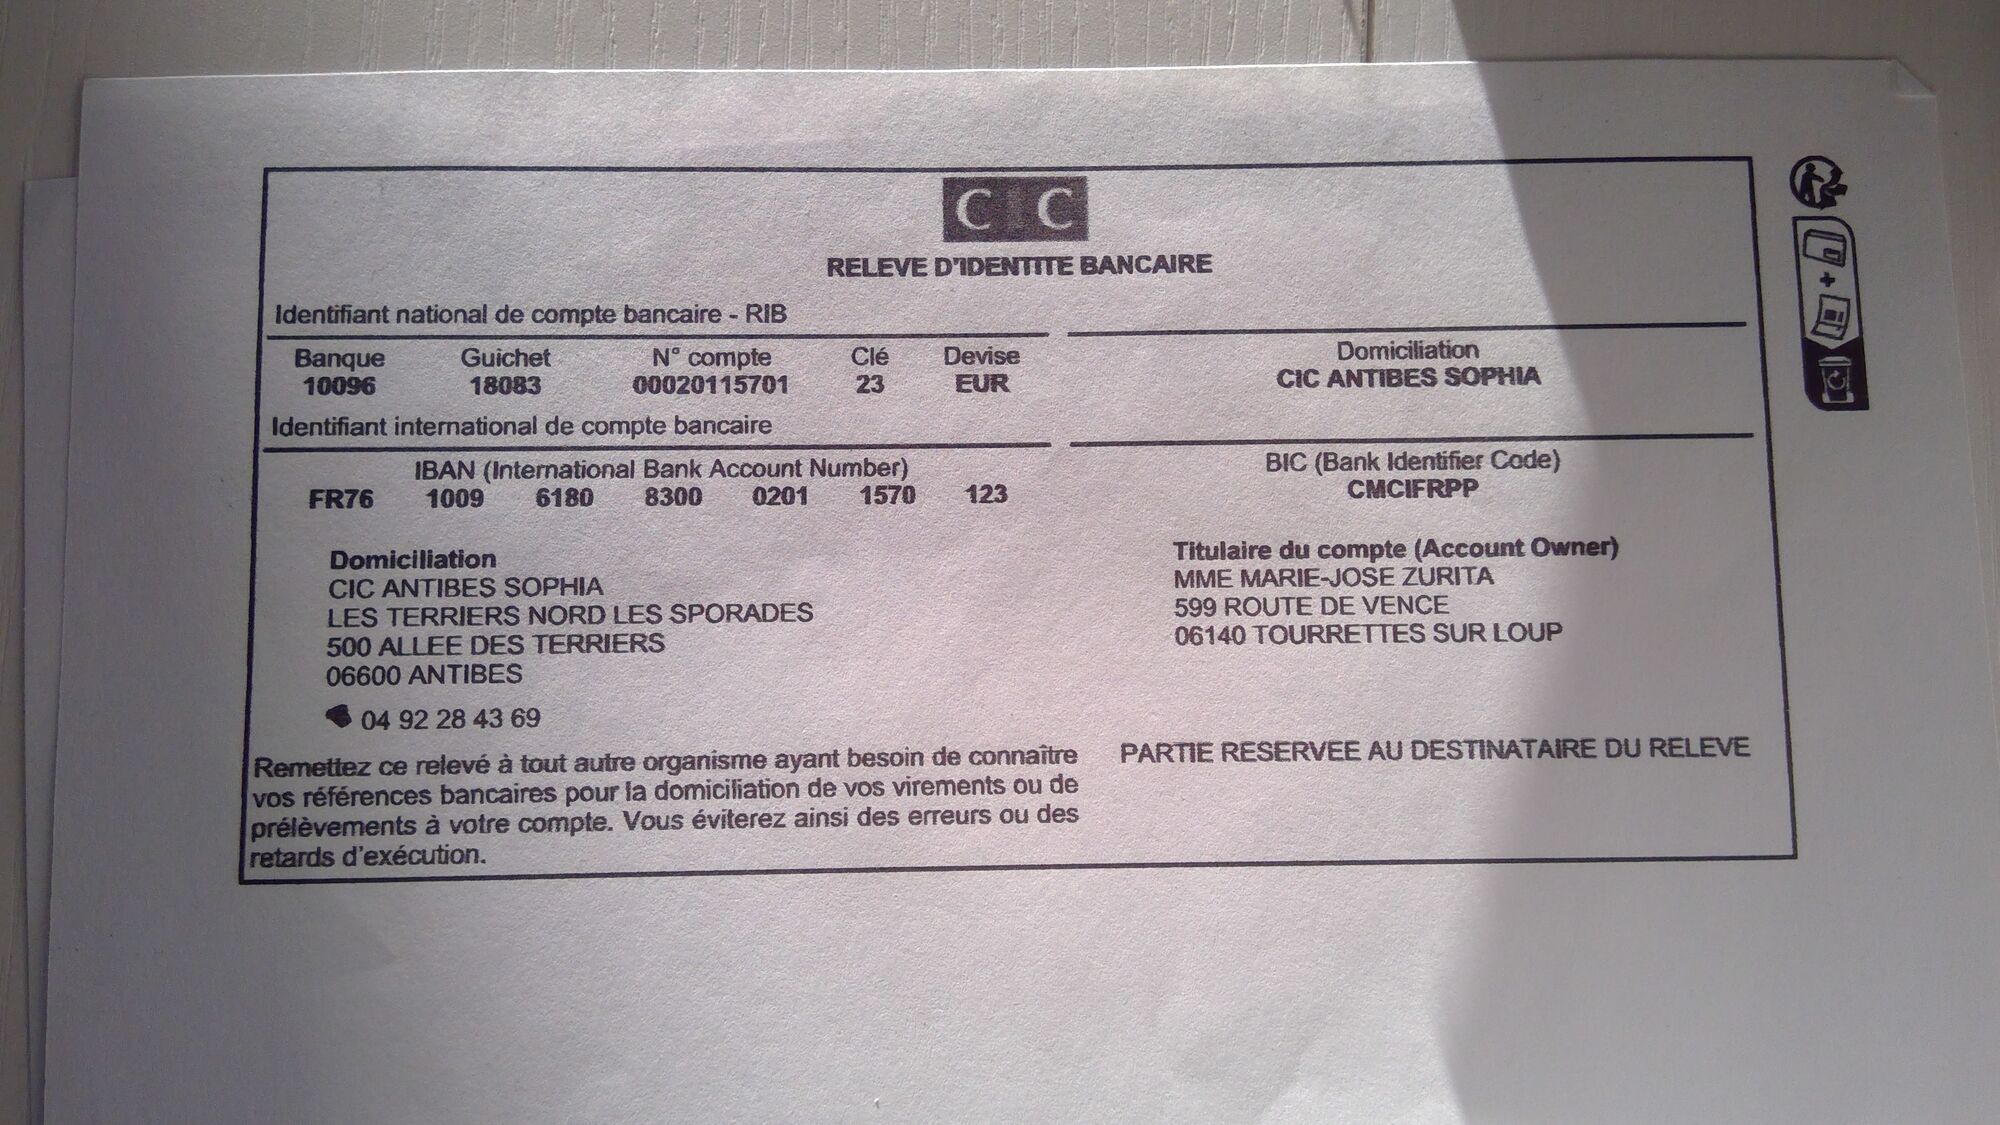 CIC
RELEVE D'IDENTITE BANCAIRE
Identifiant national de compte bancaire - RIB
Banque Guichet N° compte Clé Devise Domiciliation
10096 18083 00020115701 23 EUR CIC ANTIBES SOPHIA
Identifiant international de compte bancaire
IBAN (International Bank Account Number) BIC (Bank Identifier Code)
FR76 1009 6180 8300 0201 1570 123 CMCIFRPP
Domiciliation
CIC ANTIBES SOPHIA
LES TERRIERS NORD LES SPORADES
500 ALLEE DES TERRIERS
06600 ANTIBES
04 92 28 43 69
Titulaire du compte (Account Owner)
MME MARIE-JOSE ZURITA
599 ROUTE DE VENCE
06140 TOURRETTES SUR LOUP
Remettez ce relevé à tout autre organisme ayant besoin de connaître
vos références bancaires pour la domiciliation de vos virements ou de
prélèvements à votre compte. Vous éviterez ainsi des erreurs ou des
retards d'exécution.
PARTIE RESERVEE AU DESTINATAIRE DU RELEVE